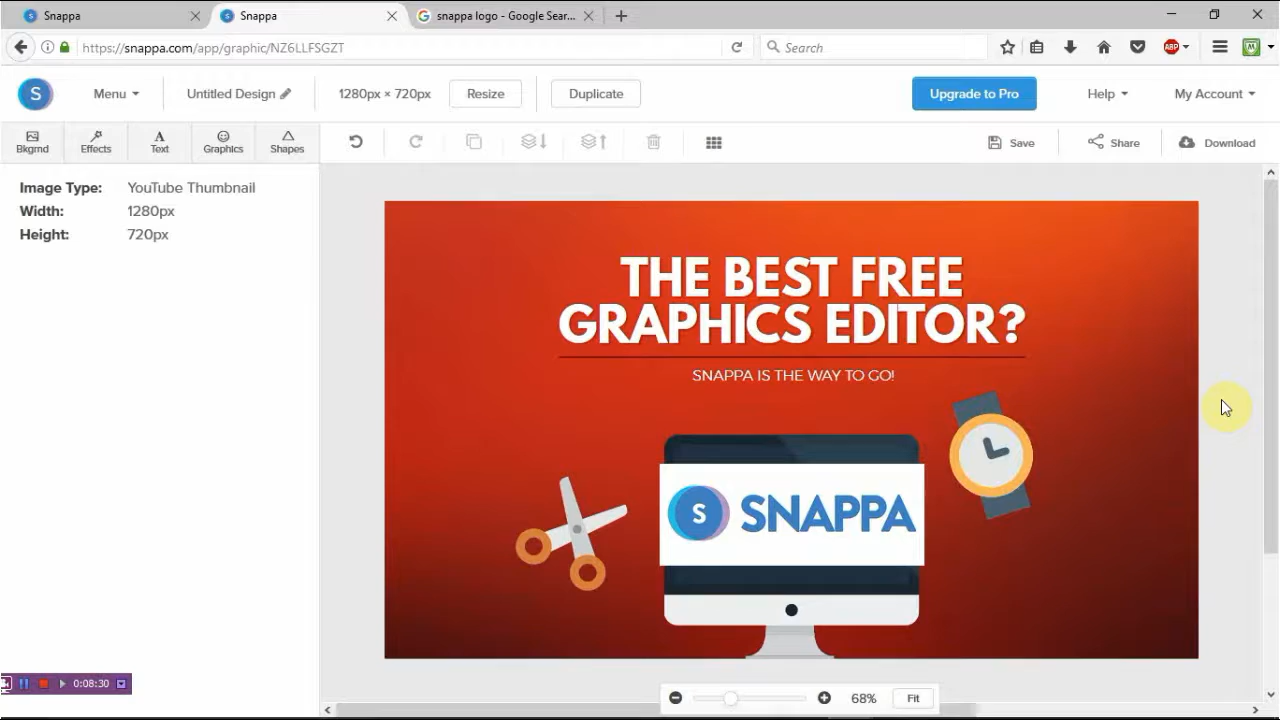 Snappa
Snappa
snappa logo - Google Sear...
https://snappa.com/app/graphic/NZ6LLFSGZT
Search
ABP
S
Menu
Untitled Design
1280px × 720px
Resize
Duplicate
Upgrade to Pro
Help
My Account
Bkgrnd
Effects
Text
Graphics
Shapes
Save
Share
Download
Image Type: YouTube Thumbnail
Width: 1280px
Height: 720px
THE BEST FREE
GRAPHICS EDITOR?
SNAPPA IS THE WAY TO GO!
S SNAPPA
0:08:30
68%
Fit